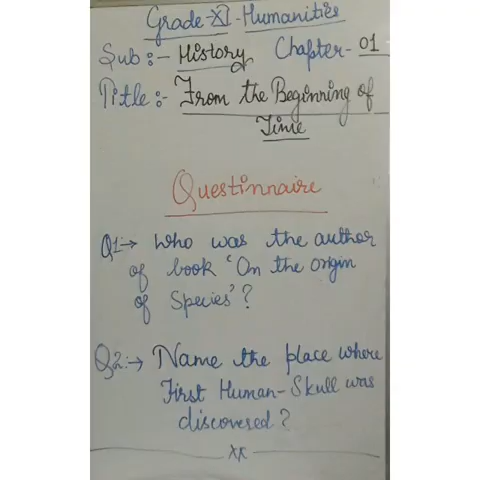 Grade-XI-Humanities
Sub:- History Chapter-01
Title:- From the Beginning of
Time
Questinnaire
Q1:→ Who was the author
of book 'On the origin
of Species'?
Q2:→ Name the place where
First Human-Skull was
discovered?
xx